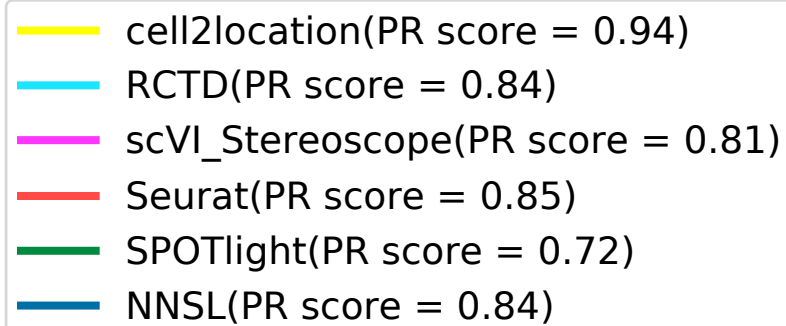 cell2location(PR score = 0.94)
RCTD(PR score = 0.84)
scVI_Stereoscope(PR score = 0.81)
Seurat(PR score = 0.85)
SPOTlight(PR score = 0.72)
NNSL(PR score = 0.84)